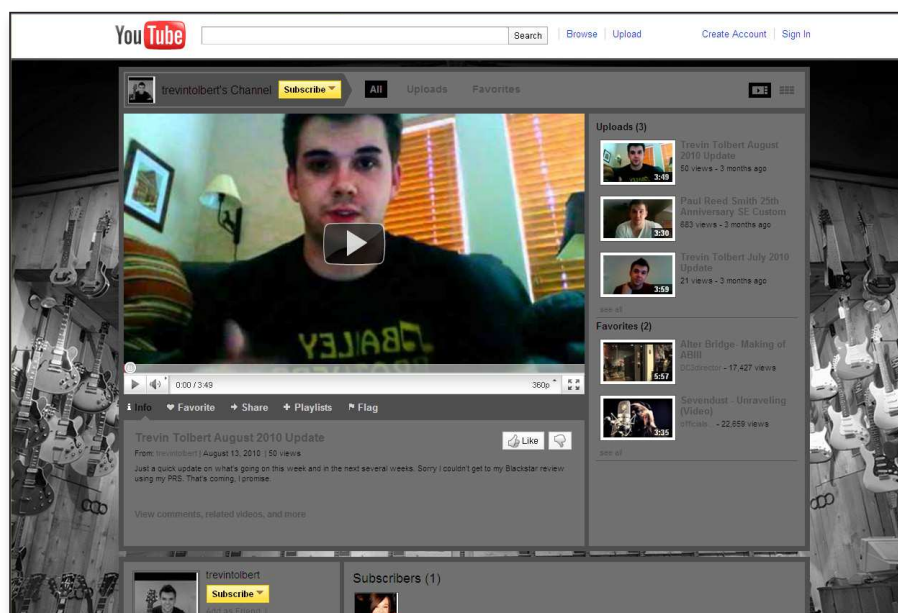 YouTube
Search
Browse
Upload
Create Account
Sign In
trevintolbert's Channel
Subscribe
All
Uploads
Favorites
BAILEY
0:00 / 3:49
360p
Info
Favorite
Share
Playlists
Flag
Trevin Tolbert August 2010 Update
From: trevintolbert | August 13, 2010 | 50 views
Like
Just a quick update on what's going on this week and in the next several weeks. Sorry I couldn't get to my Blackstar review
using my PRS. That's coming, I promise.
View comments, related videos, and more
Uploads (3)
3:49
Trevin Tolbert August
2010 Update
50 views - 3 months ago
3:30
Paul Reed Smith 25th
Anniversary SE Custom
683 views - 3 months ago
3:59
Trevin Tolbert July 2010
Update
21 views - 3 months ago
see all
Favorites (2)
5:57
Alter Bridge- Making of
ABIII
- 17,427 views
3:35
Sevendust - Unraveling
(Video)
officials... - 22,659 views
see all
trevintolbert
Subscribe
Add as Friend |
Subscribers (1)